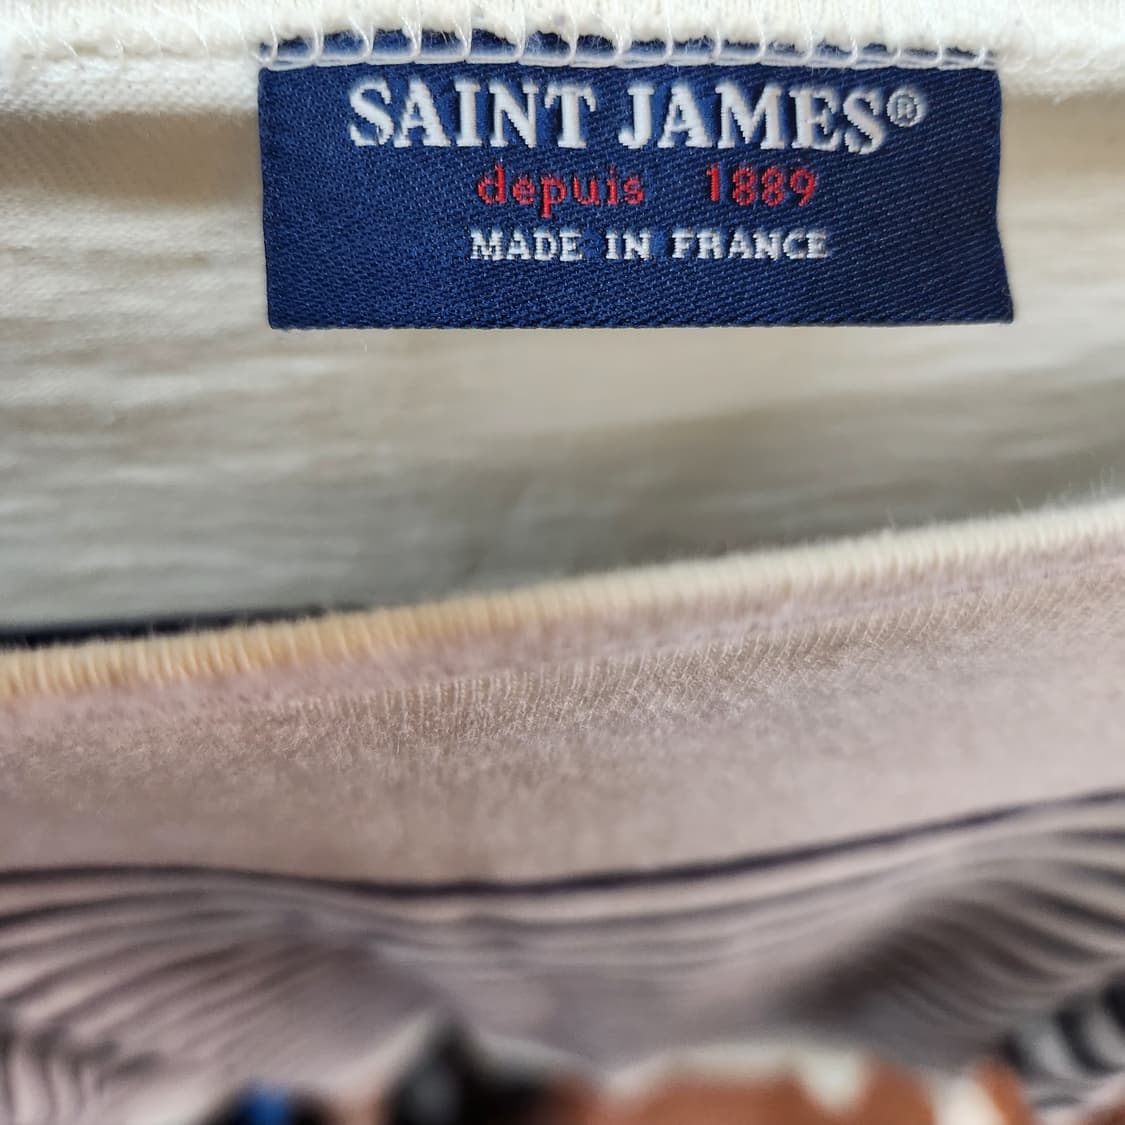 SAINT JAMES®
depuis 1889
MADE IN FRANCE